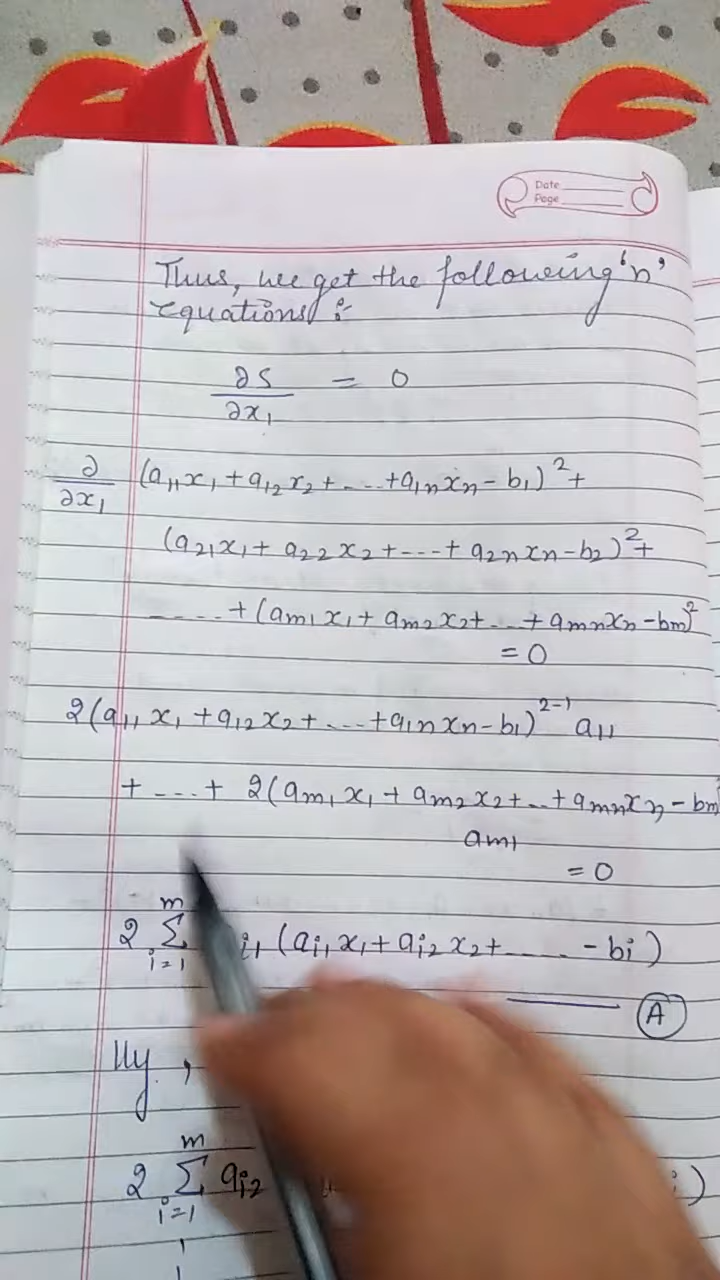 Date
Page
Thus, we get the following 'n'
equations :-
∂S/∂x₁ = 0
∂/∂x₁ (a₁₁x₁ + a₁₂x₂ + ... + a₁ₙxₙ - b₁)² +
(a₂₁x₁ + a₂₂x₂ + ... + a₂ₙxₙ - b₂)² +
..... + (aₘ₁x₁ + aₘ₂x₂ + ... + aₘₙxₙ - bₘ)²
= 0
2(a₁₁x₁ + a₁₂x₂ + ... + a₁ₙxₙ - b₁)²⁻¹ a₁₁
+ ... + 2(aₘ₁x₁ + aₘ₂x₂ + .. + aₘₙxₙ - bₘ
aₘ₁
= 0
2 Σᵢ₌₁ᵐ ᵢ₁ (aᵢ₁x₁ + aᵢ₂x₂ + ..... - bᵢ)
(A)
lly,
2 Σᵢ₌₁ᵐ aᵢ₂ ᵢ)